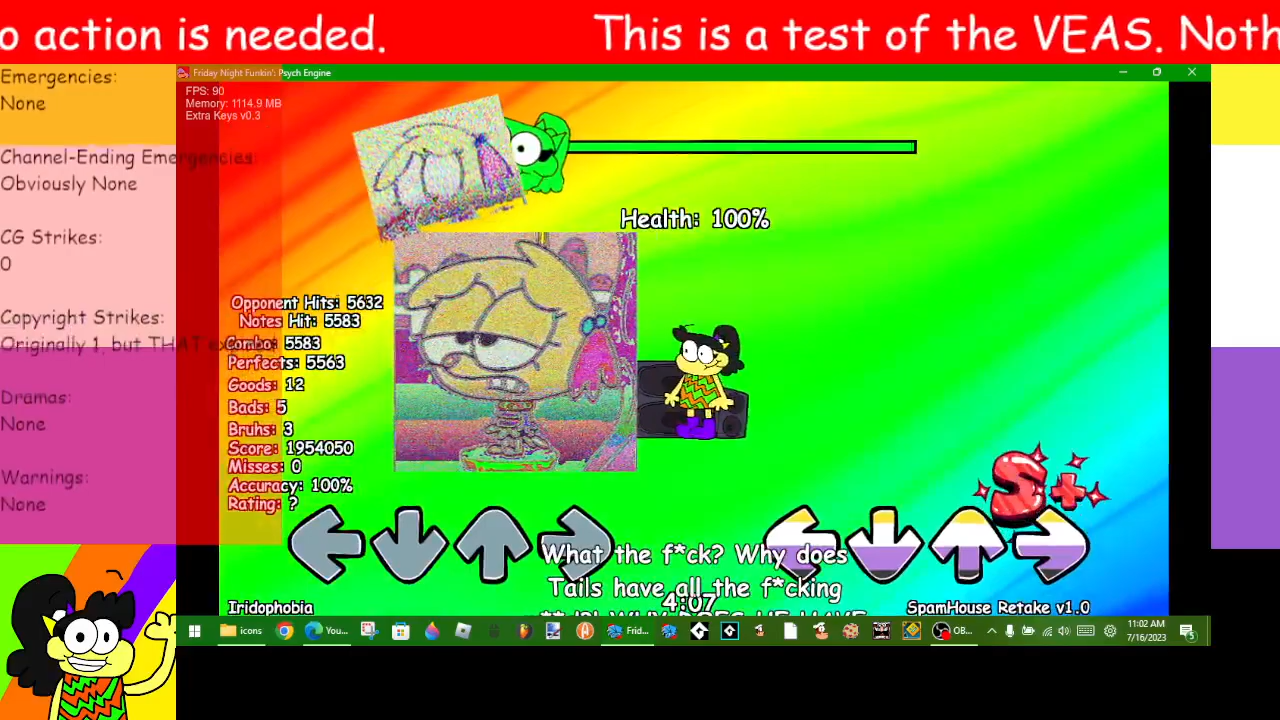 o action is needed.
This is a test of the VEAS. Noth
Emergencies:
None
Channel-Ending Emergencies:
Obviously None
CG Strikes:
0
Copyright Strikes:
Originally 1, but THAT
Dramas:
None
Warnings:
None
Friday Night Funkin': Psych Engine
FPS: 90
Memory: 1114.9 MB
Extra Keys v0.3
Health: 100%
Opponent Hits: 5632
Notes Hit: 5583
Combo: 5583
Perfects: 5563
Goods: 12
Bads: 5
Bruhs: 3
Score: 1954050
Misses: 0
Accuracy: 100%
Rating: ?
S+
What the f*ck? Why does
Tails have all the f*cking
4:07
Iridophobia
SpamHouse Retake v1.0
icons
You...
Frid...
OB...
11:02 AM
7/16/2023
5